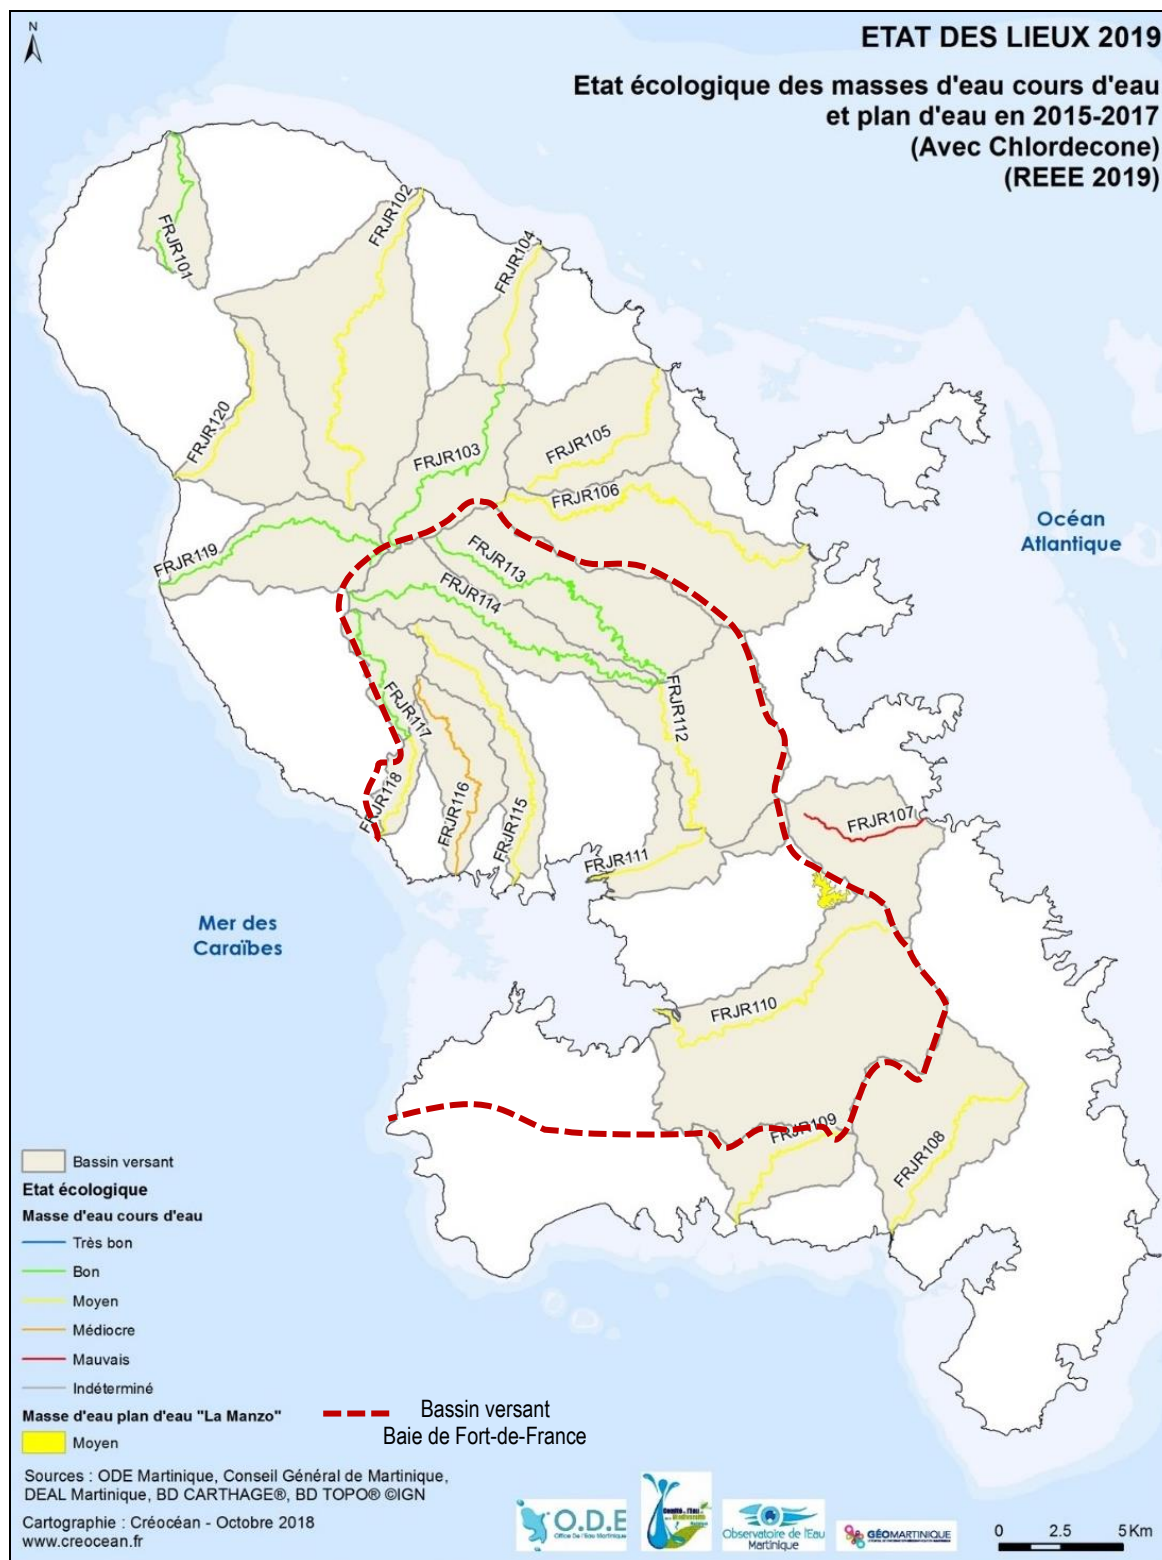 N
ETAT DES LIEUX 2019
Etat écologique des masses d'eau cours d'eau
et plan d'eau en 2015-2017
(Avec Chlordecone)
(REEE 2019)
FRJR101
FRJR102
FRJR104
FRJR120
FRJR103
FRJR105
FRJR106
Océan
Atlantique
FRJR119
FRJR113
FRJR114
FRJR117
FRJR112
FRJR118
FRJR116
FRJR115
FRJR111
FRJR107
Mer des
Caraïbes
FRJR110
FRJR109
FRJR108
Bassin versant
Etat écologique
Masse d'eau cours d'eau
Très bon
Bon
Moyen
Médiocre
Mauvais
Indéterminé
Masse d'eau plan d'eau "La Manzo"
Moyen
Bassin versant
Baie de Fort-de-France
Sources : ODE Martinique, Conseil Général de Martinique,
DEAL Martinique, BD CARTHAGE®, BD TOPO® ©IGN
Cartographie : Créocéan - Octobre 2018
www.creocean.fr
O.D.E
Office De l'Eau Martinique
Observatoire de l'Eau
Martinique
GÉOMARTINIQUE
0 2.5 5 Km